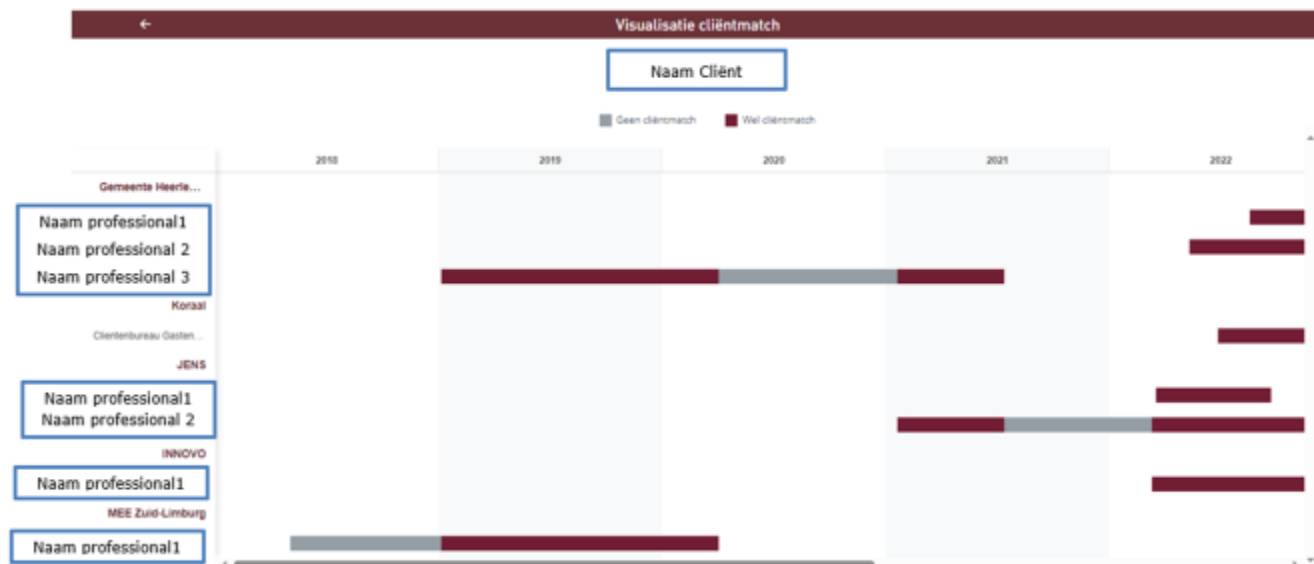 ← Visualisatie cliëntmatch
Naam Cliënt
Geen cliëntmatch Wel cliëntmatch
2018 2019 2020 2021 2022
Gemeente Heerle...
Naam professional1
Naam professional 2
Naam professional 3
Koraal
Clientenbureau Gasten...
JENS
Naam professional1
Naam professional 2
INNOVO
Naam professional1
MEE Zuid-Limburg
Naam professional1